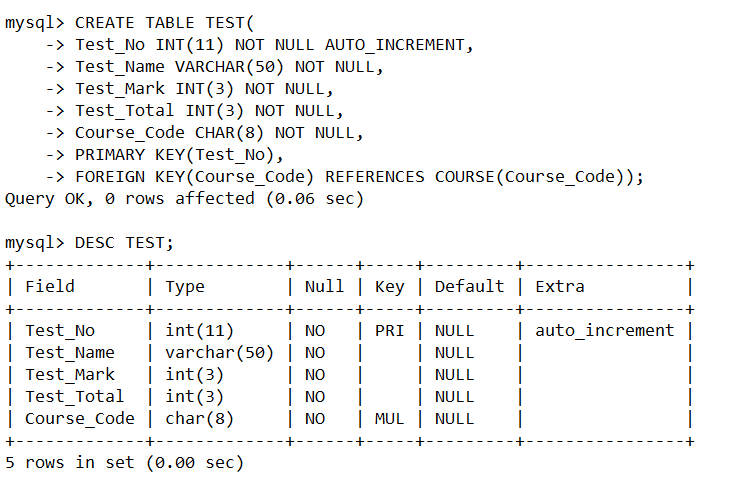 mysql> CREATE TABLE TEST(
    -> Test_No INT(11) NOT NULL AUTO_INCREMENT,
    -> Test_Name VARCHAR(50) NOT NULL,
    -> Test_Mark INT(3) NOT NULL,
    -> Test_Total INT(3) NOT NULL,
    -> Course_Code CHAR(8) NOT NULL,
    -> PRIMARY KEY(Test_No),
    -> FOREIGN KEY(Course_Code) REFERENCES COURSE(Course_Code));
Query OK, 0 rows affected (0.06 sec)

mysql> DESC TEST;
+-------------+-------------+------+-----+---------+----------------+
| Field       | Type        | Null | Key | Default | Extra          |
+-------------+-------------+------+-----+---------+----------------+
| Test_No     | int(11)     | NO   | PRI | NULL    | auto_increment |
| Test_Name   | varchar(50) | NO   |     | NULL    |                |
| Test_Mark   | int(3)      | NO   |     | NULL    |                |
| Test_Total  | int(3)      | NO   |     | NULL    |                |
| Course_Code | char(8)     | NO   | MUL | NULL    |                |
+-------------+-------------+------+-----+---------+----------------+
5 rows in set (0.00 sec)